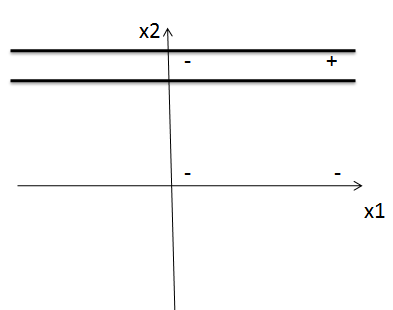 x2
- +
- -
x1